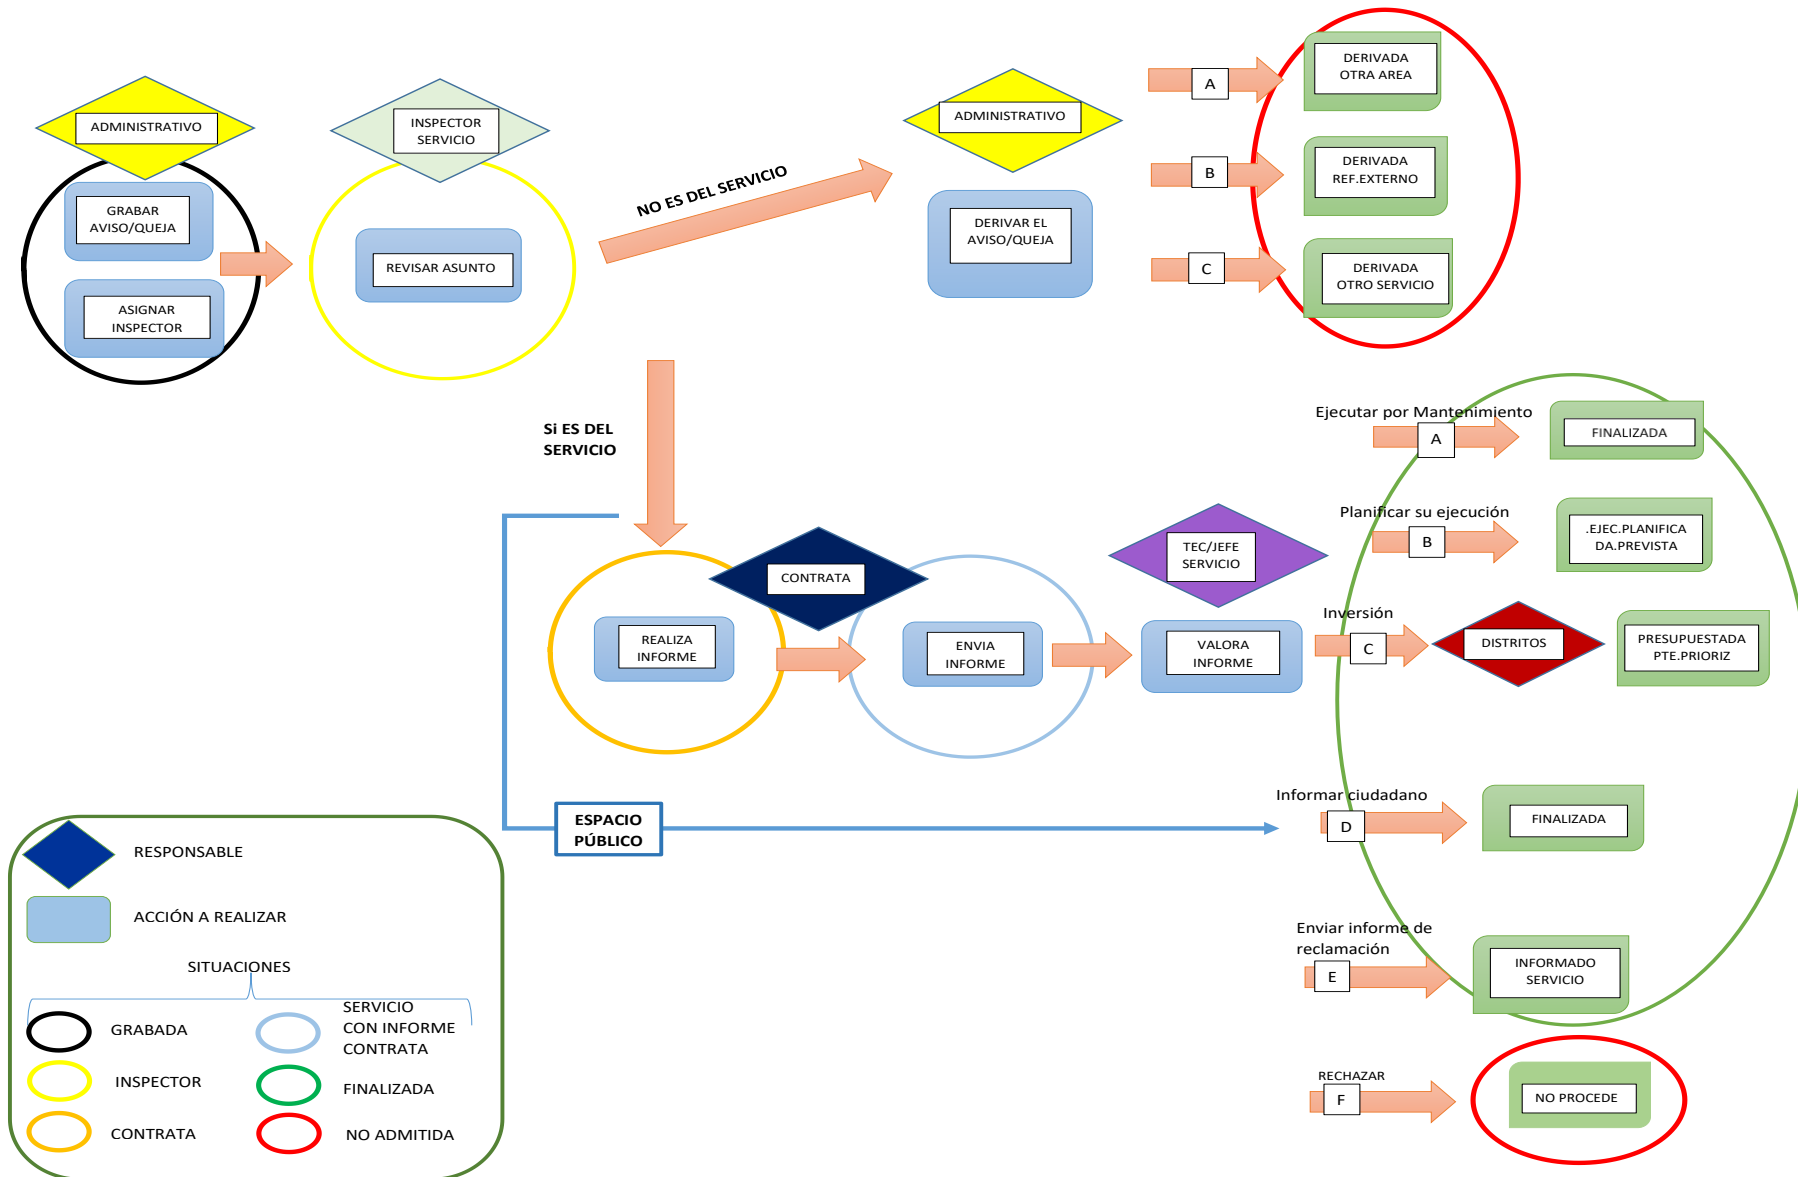 ADMINISTRATIVO
GRABAR
AVISO/QUEJA
ASIGNAR
INSPECTOR
INSPECTOR
SERVICIO
REVISAR ASUNTO
NO ES DEL SERVICIO
ADMINISTRATIVO
DERIVAR EL
AVISO/QUEJA
A
DERIVADA
OTRA AREA
B
DERIVADA
REF.EXTERNO
C
DERIVADA
OTRO SERVICIO
Si ES DEL
SERVICIO
CONTRATA
REALIZA
INFORME
ENVIA
INFORME
TEC/JEFE
SERVICIO
VALORA
INFORME
Ejecutar por Mantenimiento
A
FINALIZADA
Planificar su ejecución
B
.EJEC.PLANIFICA
DA.PREVISTA
Inversión
C
DISTRITOS
PRESUPUESTADA
PTE.PRIORIZ
ESPACIO
PÚBLICO
Informar ciudadano
D
FINALIZADA
Enviar informe de
reclamación
E
INFORMADO
SERVICIO
RECHAZAR
F
NO PROCEDE
RESPONSABLE
ACCIÓN A REALIZAR
SITUACIONES
GRABADA
INSPECTOR
CONTRATA
SERVICIO
CON INFORME
CONTRATA
FINALIZADA
NO ADMITIDA